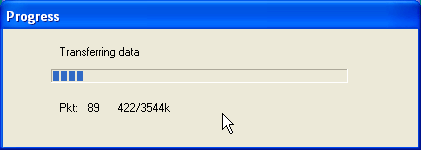 Progress
Transferring data
Pkt: 89 422/3544k